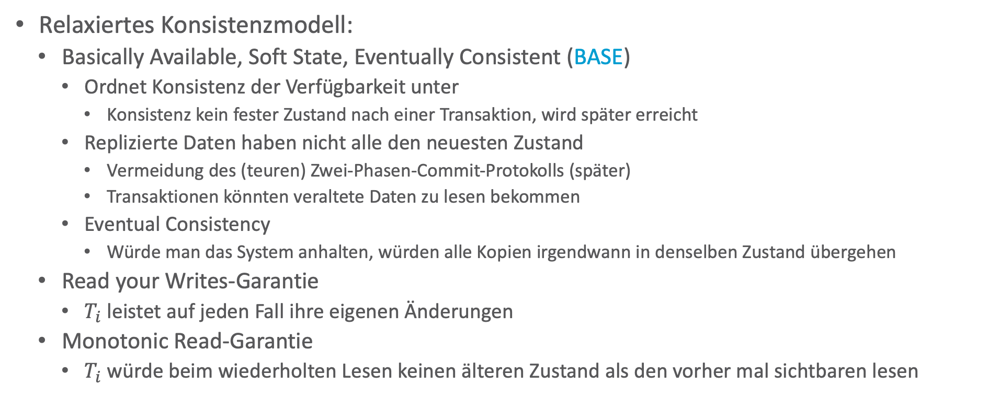 • Relaxiertes Konsistenzmodell:
• Basically Available, Soft State, Eventually Consistent (BASE)
• Ordnet Konsistenz der Verfügbarkeit unter
• Konsistenz kein fester Zustand nach einer Transaktion, wird später erreicht
• Replizierte Daten haben nicht alle den neuesten Zustand
• Vermeidung des (teuren) Zwei-Phasen-Commit-Protokolls (später)
• Transaktionen könnten veraltete Daten zu lesen bekommen
• Eventual Consistency
• Würde man das System anhalten, würden alle Kopien irgendwann in denselben Zustand übergehen
• Read your Writes-Garantie
• Tᵢ leistet auf jeden Fall ihre eigenen Änderungen
• Monotonic Read-Garantie
• Tᵢ würde beim wiederholten Lesen keinen älteren Zustand als den vorher mal sichtbaren lesen